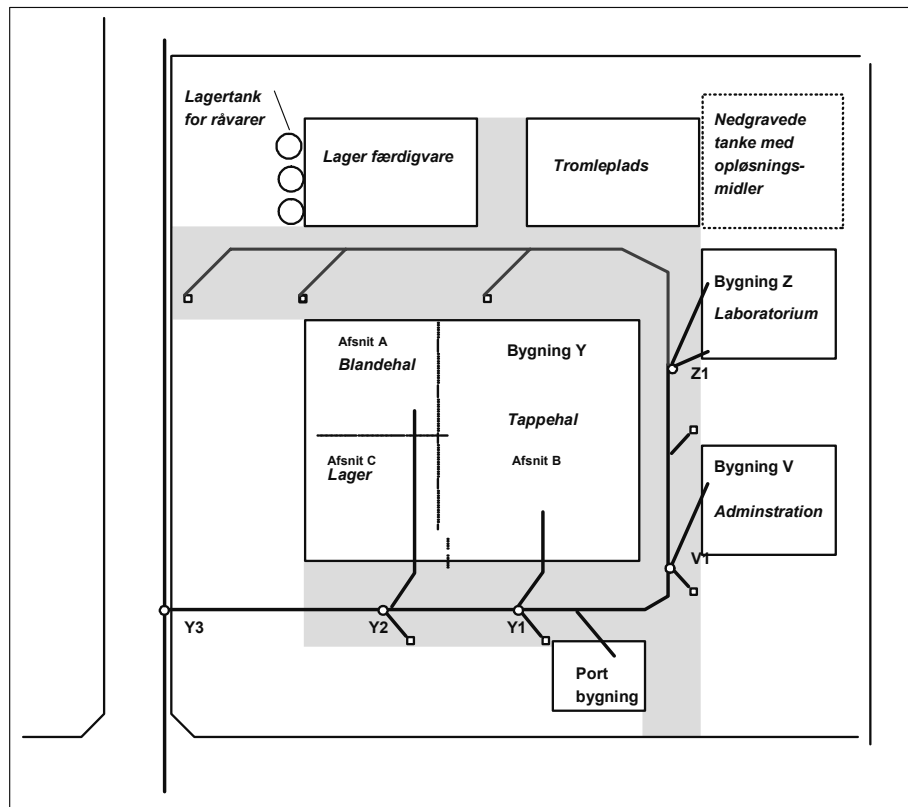 Lagertank
for råvarer
Lager færdigvare
Tromleplads
Nedgravede
tanke med
opløsnings-
midler
Bygning Z
Laboratorium
Z1
Afsnit A
Blandehal
Bygning Y
Tappehal
Afsnit B
Afsnit C
Lager
Bygning V
Adminstration
V1
Y3
Y2
Y1
Port
bygning